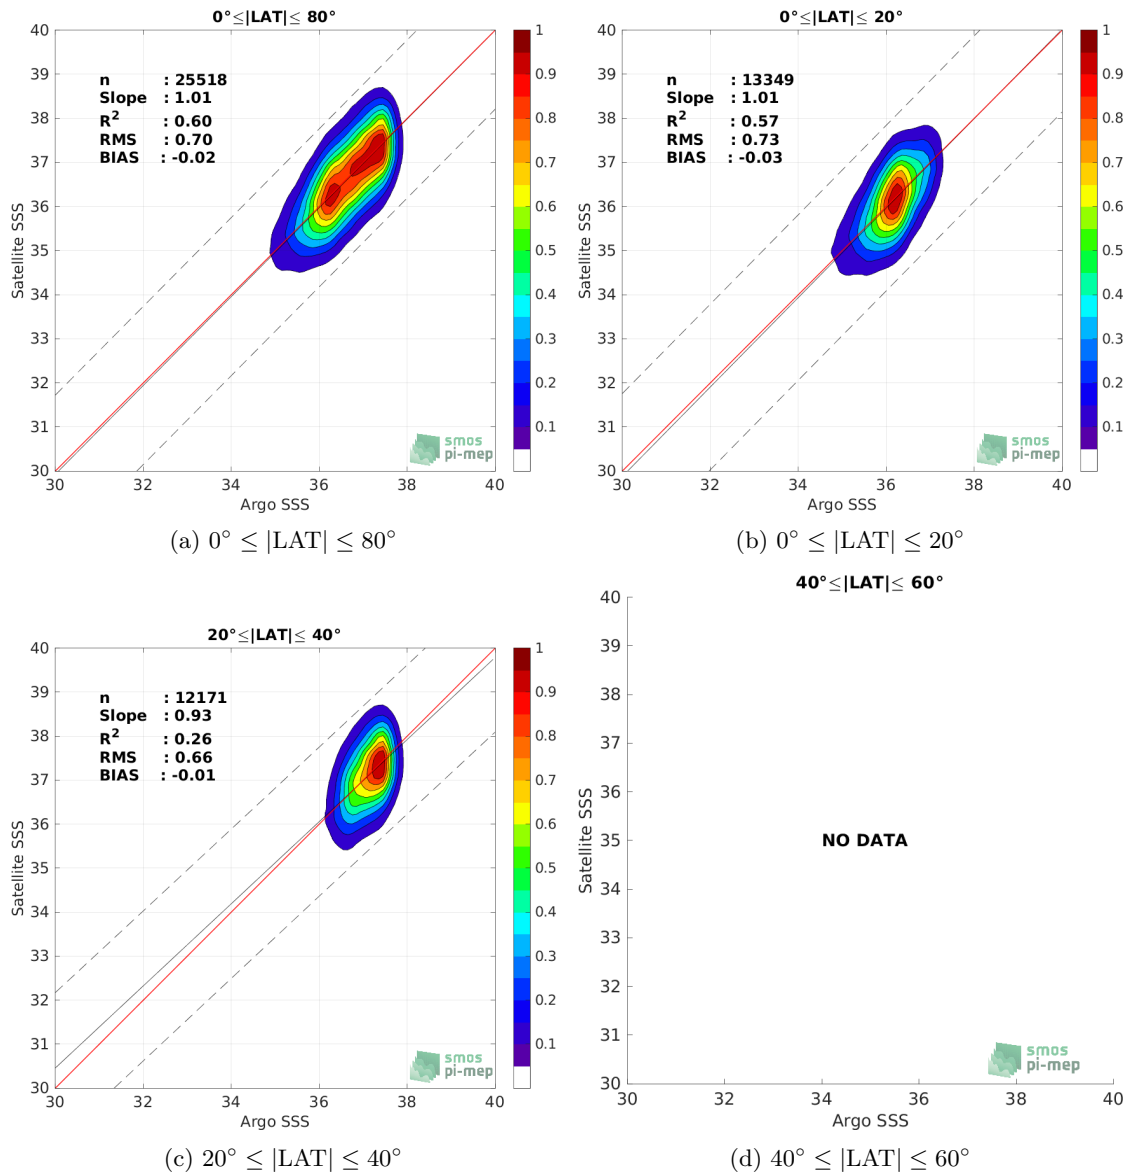 0°≤|LAT|≤ 80°
40
39
38
37
36
35
34
33
32
31
30
Satellite SSS
n : 25518
Slope : 1.01
R² : 0.60
RMS : 0.70
BIAS : -0.02
smos
pi-mep
30 32 34 36 38 40
Argo SSS
1
0.9
0.8
0.7
0.6
0.5
0.4
0.3
0.2
0.1
(a) 0° ≤ |LAT| ≤ 80°
0°≤|LAT|≤ 20°
40
39
38
37
36
35
34
33
32
31
30
Satellite SSS
n : 13349
Slope : 1.01
R² : 0.57
RMS : 0.73
BIAS : -0.03
smos
pi-mep
30 32 34 36 38 40
Argo SSS
1
0.9
0.8
0.7
0.6
0.5
0.4
0.3
0.2
0.1
(b) 0° ≤ |LAT| ≤ 20°
20°≤|LAT|≤ 40°
40
39
38
37
36
35
34
33
32
31
30
Satellite SSS
n : 12171
Slope : 0.93
R² : 0.26
RMS : 0.66
BIAS : -0.01
smos
pi-mep
30 32 34 36 38 40
Argo SSS
1
0.9
0.8
0.7
0.6
0.5
0.4
0.3
0.2
0.1
(c) 20° ≤ |LAT| ≤ 40°
40°≤|LAT|≤ 60°
40
39
38
37
36
35
34
33
32
31
30
Satellite SSS
NO DATA
smos
pi-mep
30 32 34 36 38 40
Argo SSS
(d) 40° ≤ |LAT| ≤ 60°